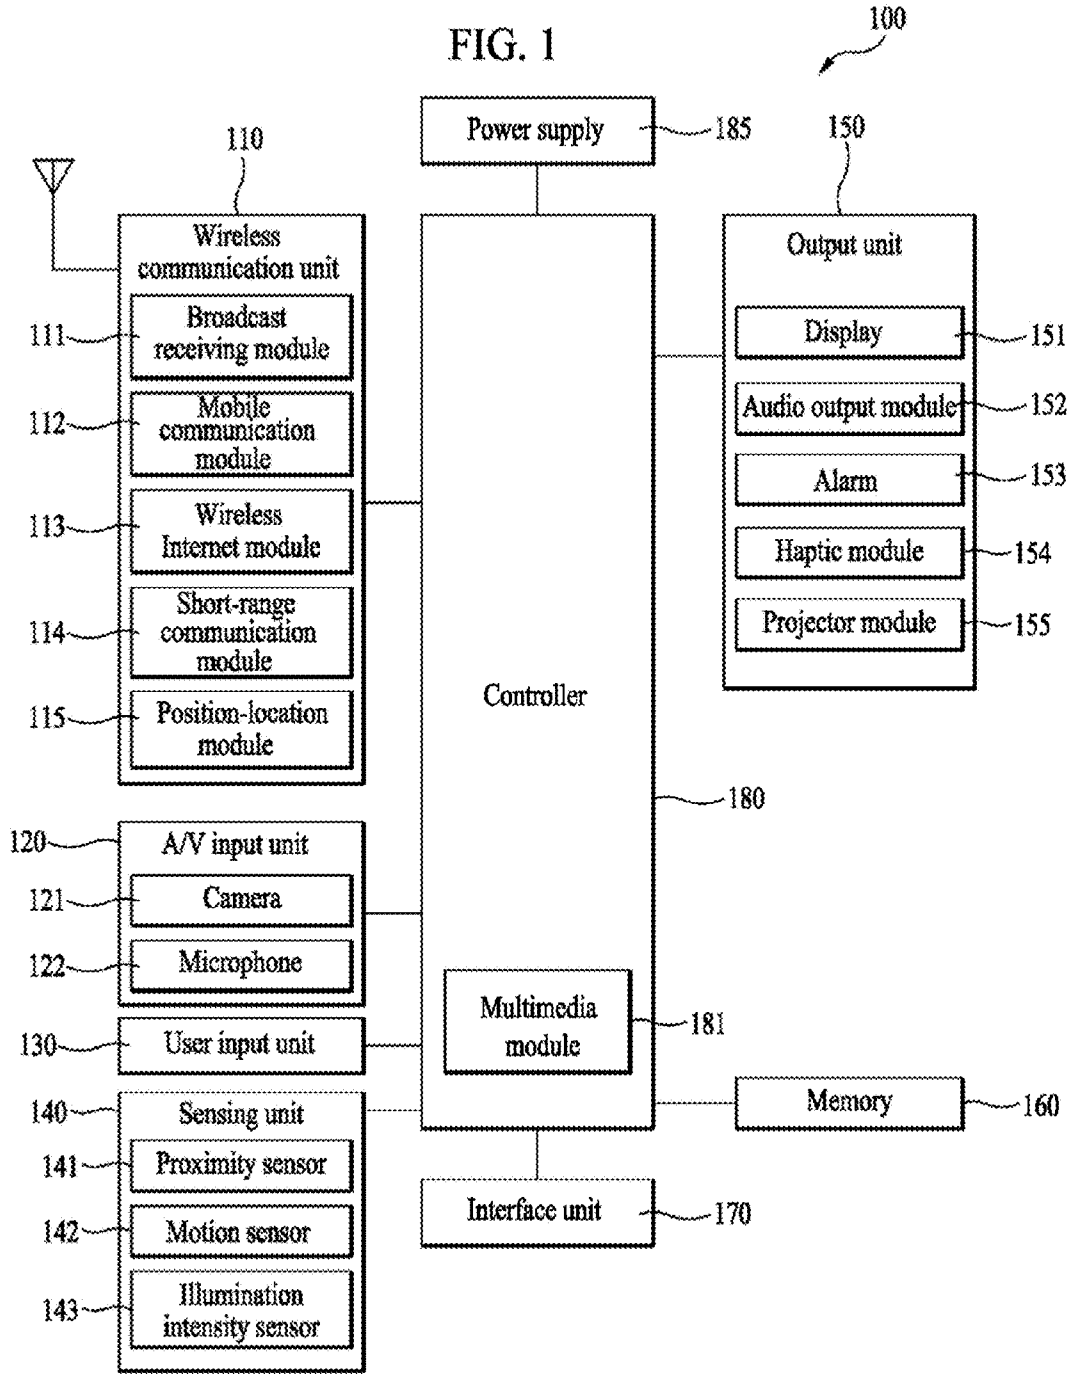 FIG. 1
100
Power supply
185
110
Wireless
communication unit
111
Broadcast
receiving module
112
Mobile
communication
module
113
Wireless
Internet module
114
Short-range
communication
module
115
Position-location
module
120
A/V input unit
121
Camera
122
Microphone
130
User input unit
140
Sensing unit
141
Proximity sensor
142
Motion sensor
143
Illumination
intensity sensor
Controller
180
Multimedia
module
181
Interface unit
170
150
Output unit
Display
151
Audio output module
152
Alarm
153
Haptic module
154
Projector module
155
Memory
160